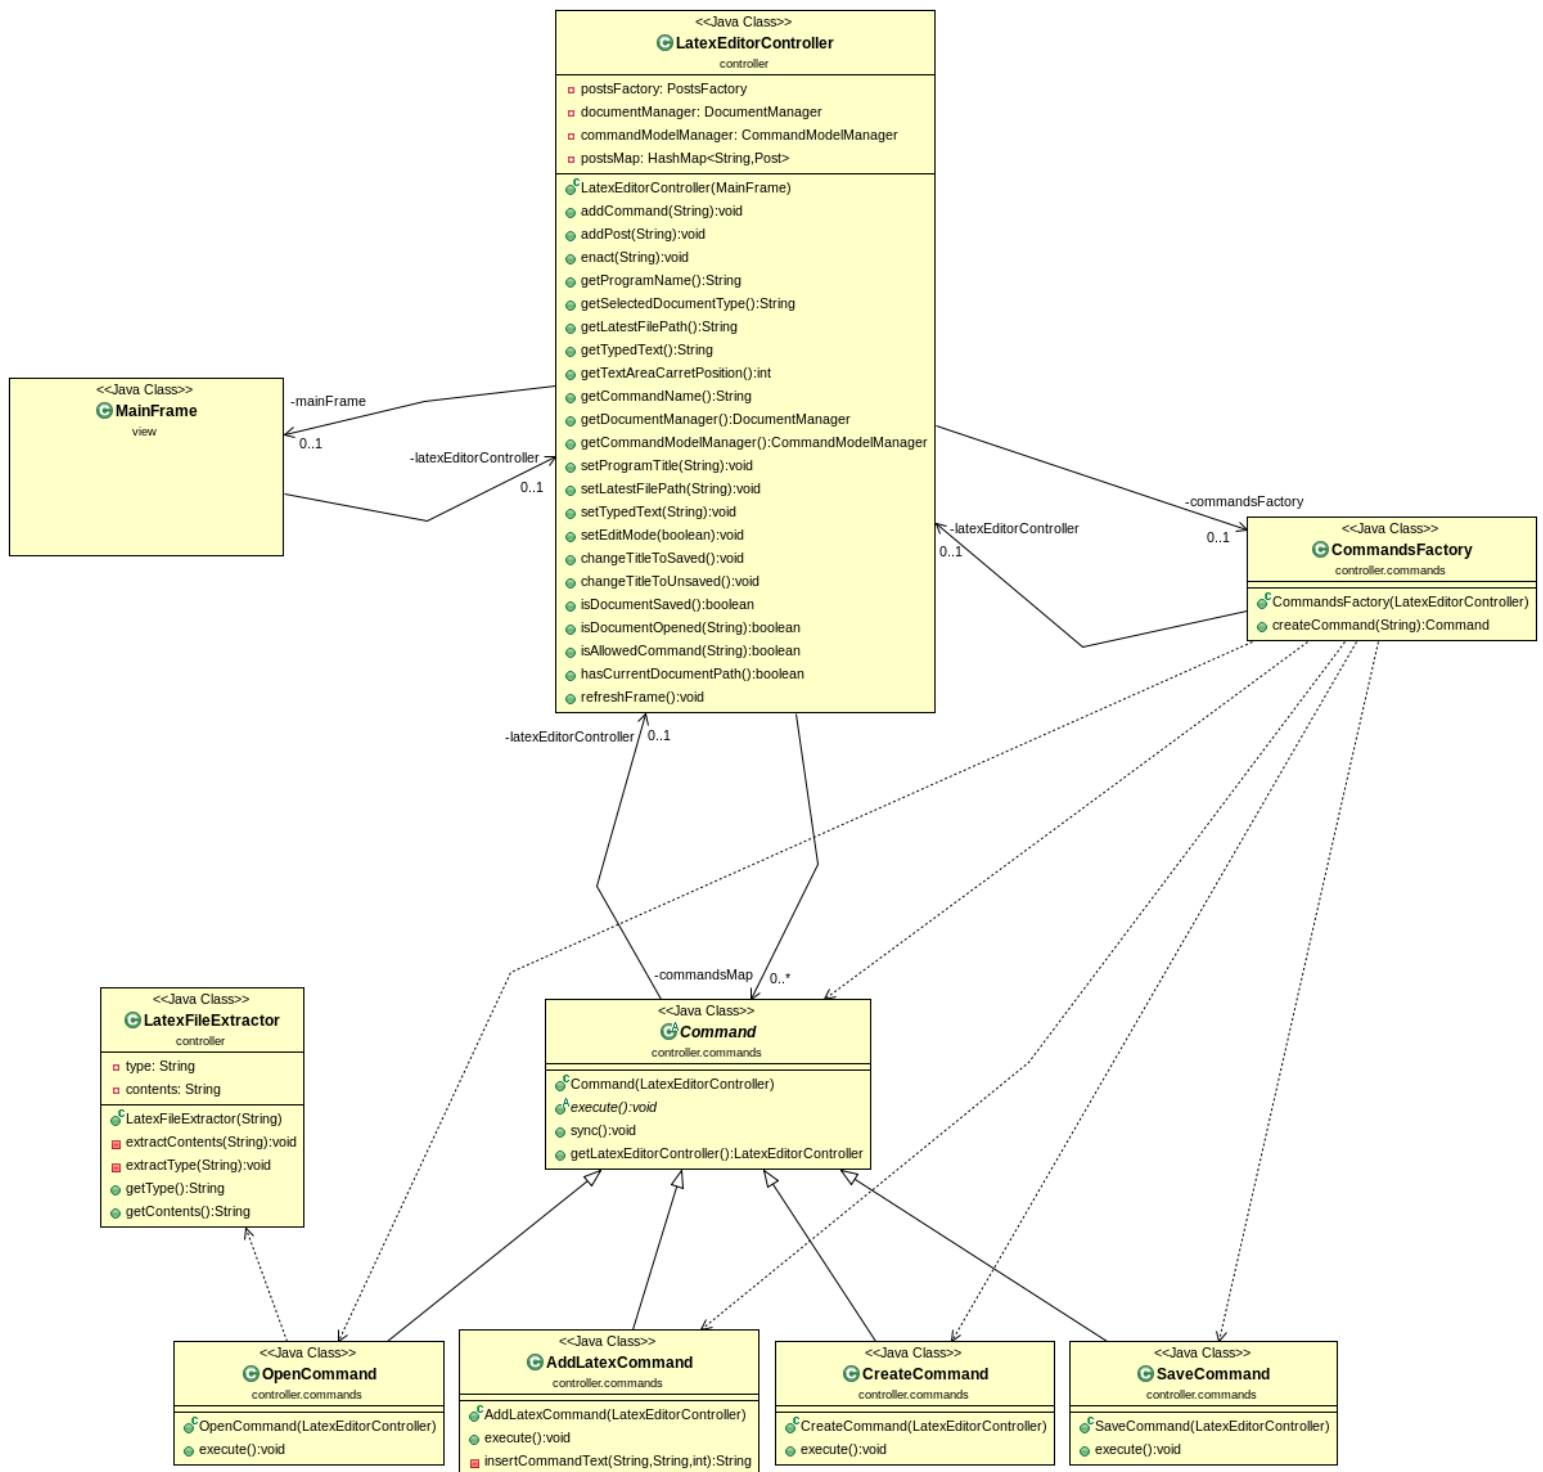 <<Java Class>>
LatexEditorController
controller
postsFactory: PostsFactory
documentManager: DocumentManager
commandModelManager: CommandModelManager
postsMap: HashMap<String,Post>
LatexEditorController(MainFrame)
addCommand(String):void
addPost(String):void
enact(String):void
getProgramName():String
getSelectedDocumentType():String
getLatestFilePath():String
getTypedText():String
getTextAreaCarretPosition():int
getCommandName():String
getDocumentManager():DocumentManager
getCommandModelManager():CommandModelManager
setProgramTitle(String):void
setLatestFilePath(String):void
setTypedText(String):void
setEditMode(boolean):void
changeTitleToSaved():void
changeTitleToUnsaved():void
isDocumentSaved():boolean
isDocumentOpened(String):boolean
isAllowedCommand(String):boolean
hasCurrentDocumentPath():boolean
refreshFrame():void
<<Java Class>>
MainFrame
view
-mainFrame
0..1
-latexEditorController
0..1
-commandsFactory
0..1
-latexEditorController
0..1
<<Java Class>>
CommandsFactory
controller.commands
CommandsFactory(LatexEditorController)
createCommand(String):Command
-latexEditorController
0..1
-commandsMap
0..*
<<Java Class>>
LatexFileExtractor
controller
type: String
contents: String
LatexFileExtractor(String)
extractContents(String):void
extractType(String):void
getType():String
getContents():String
<<Java Class>>
Command
controller.commands
Command(LatexEditorController)
execute():void
sync():void
getLatexEditorController():LatexEditorController
<<Java Class>>
OpenCommand
controller.commands
OpenCommand(LatexEditorController)
execute():void
<<Java Class>>
AddLatexCommand
controller.commands
AddLatexCommand(LatexEditorController)
execute():void
insertCommandText(String,String,int):String
<<Java Class>>
CreateCommand
controller.commands
CreateCommand(LatexEditorController)
execute():void
<<Java Class>>
SaveCommand
controller.commands
SaveCommand(LatexEditorController)
execute():void